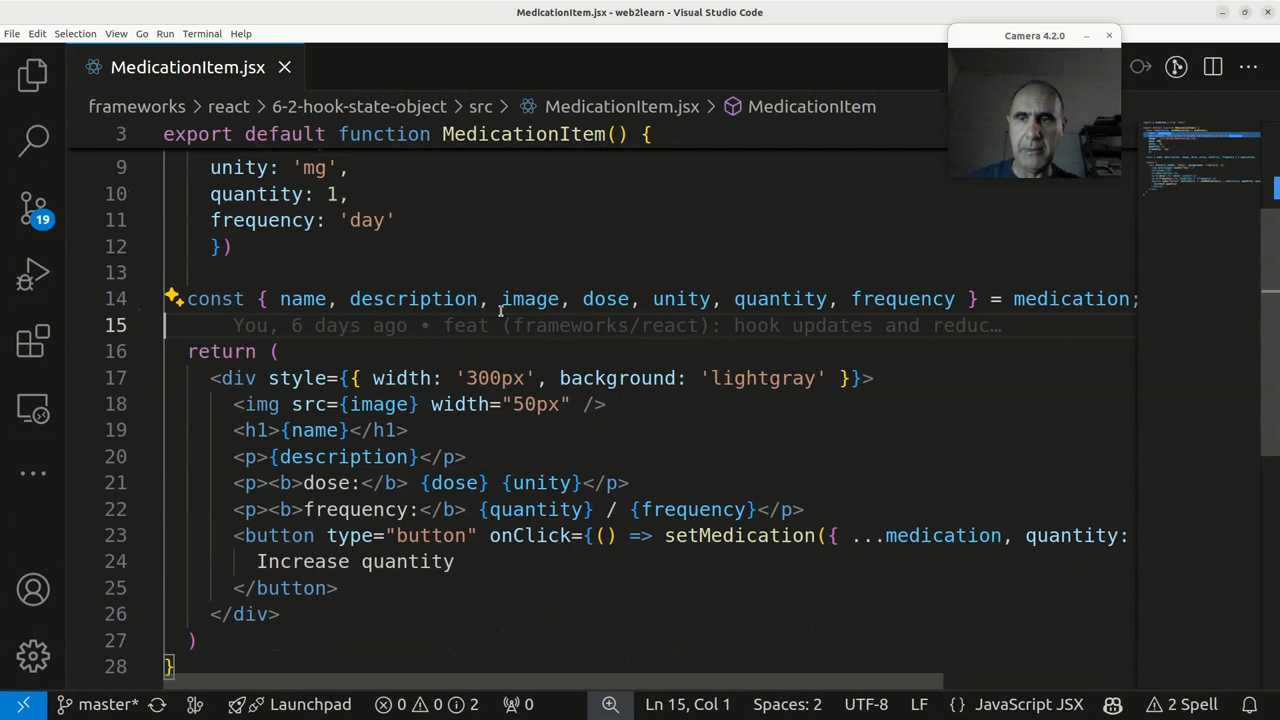 MedicationItem.jsx - web2learn - Visual Studio Code
File Edit Selection View Go Run Terminal Help
Camera 4.2.0
MedicationItem.jsx
frameworks > react > 6-2-hook-state-object > src > MedicationItem.jsx > MedicationItem
3 export default function MedicationItem() {
9 unity: 'mg',
10 quantity: 1,
11 frequency: 'day'
12 })
13
14 const { name, description, image, dose, unity, quantity, frequency } = medication;
15 You, 6 days ago • feat (frameworks/react): hook updates and reduc…
16 return (
17 <div style={{ width: '300px', background: 'lightgray' }}>
18 <img src={image} width="50px" />
19 <h1>{name}</h1>
20 <p>{description}</p>
21 <p><b>dose:</b> {dose} {unity}</p>
22 <p><b>frequency:</b> {quantity} / {frequency}</p>
23 <button type="button" onClick={() => setMedication({ ...medication, quantity:
24 Increase quantity
25 </button>
26 </div>
27 )
28 }
19
master* Launchpad 0 0 2 0 Ln 15, Col 1 Spaces: 2 UTF-8 LF {} JavaScript JSX 2 Spell